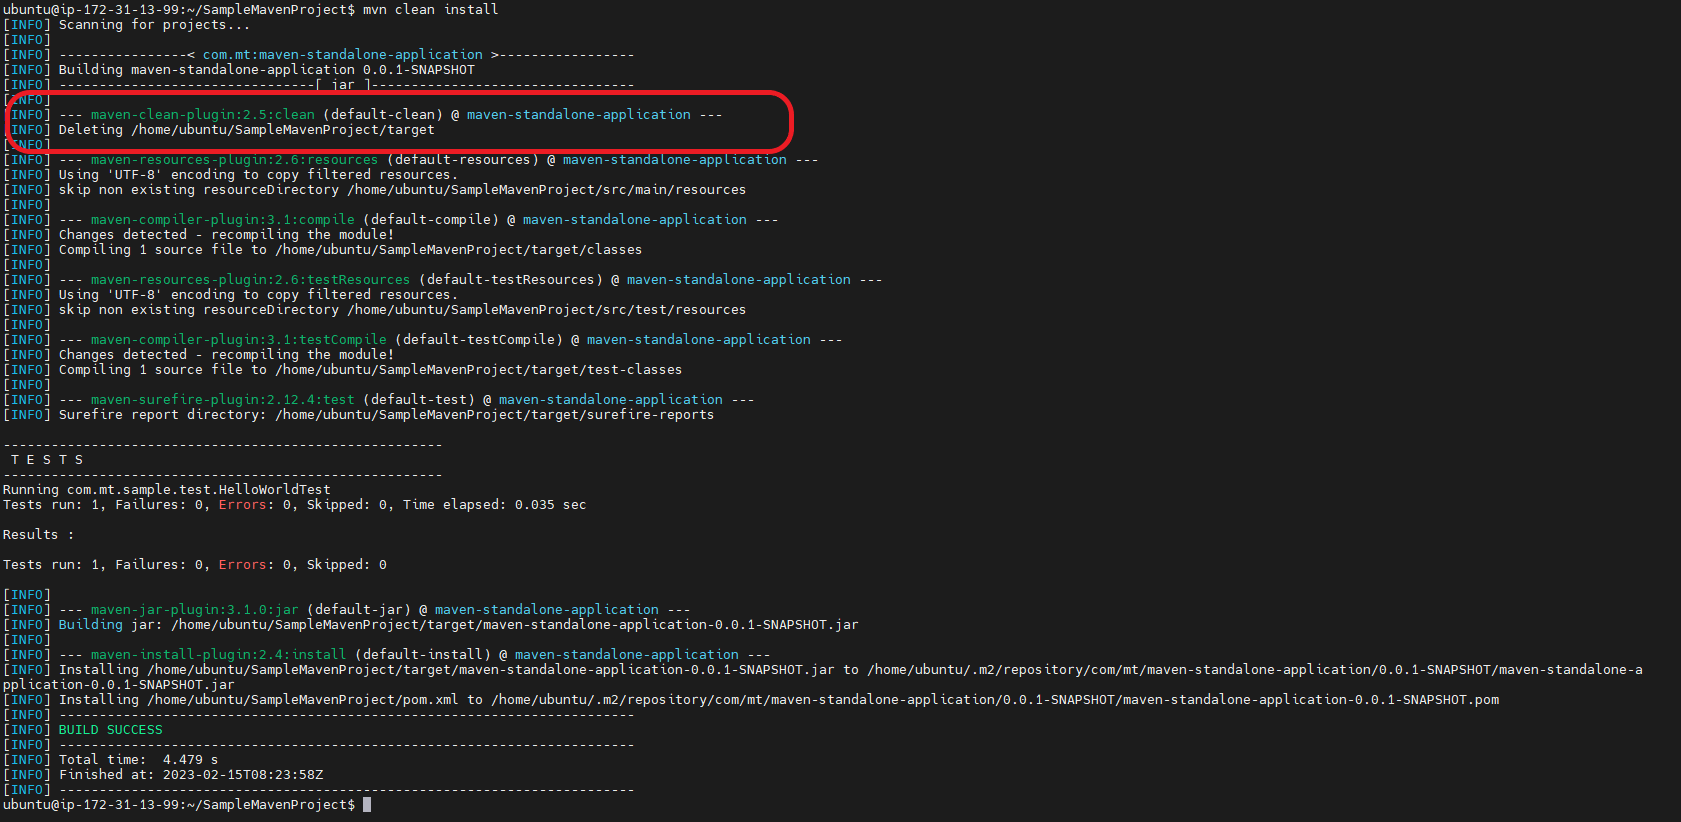 ubuntu@ip-172-31-13-99:~/SampleMavenProject$ mvn clean install
[INFO] Scanning for projects...
[INFO]
[INFO] ----------------< com.mt:maven-standalone-application >-----------------
[INFO] Building maven-standalone-application 0.0.1-SNAPSHOT
[INFO] --------------------------------[ jar ]---------------------------------
[INFO]
[INFO] --- maven-clean-plugin:2.5:clean (default-clean) @ maven-standalone-application ---
[INFO] Deleting /home/ubuntu/SampleMavenProject/target
[INFO]
[INFO] --- maven-resources-plugin:2.6:resources (default-resources) @ maven-standalone-application ---
[INFO] Using 'UTF-8' encoding to copy filtered resources.
[INFO] skip non existing resourceDirectory /home/ubuntu/SampleMavenProject/src/main/resources
[INFO]
[INFO] --- maven-compiler-plugin:3.1:compile (default-compile) @ maven-standalone-application ---
[INFO] Changes detected - recompiling the module!
[INFO] Compiling 1 source file to /home/ubuntu/SampleMavenProject/target/classes
[INFO]
[INFO] --- maven-resources-plugin:2.6:testResources (default-testResources) @ maven-standalone-application ---
[INFO] Using 'UTF-8' encoding to copy filtered resources.
[INFO] skip non existing resourceDirectory /home/ubuntu/SampleMavenProject/src/test/resources
[INFO]
[INFO] --- maven-compiler-plugin:3.1:testCompile (default-testCompile) @ maven-standalone-application ---
[INFO] Changes detected - recompiling the module!
[INFO] Compiling 1 source file to /home/ubuntu/SampleMavenProject/target/test-classes
[INFO]
[INFO] --- maven-surefire-plugin:2.12.4:test (default-test) @ maven-standalone-application ---
[INFO] Surefire report directory: /home/ubuntu/SampleMavenProject/target/surefire-reports
-------------------------------------------------------
T E S T S
-------------------------------------------------------
Running com.mt.sample.test.HelloWorldTest
Tests run: 1, Failures: 0, Errors: 0, Skipped: 0, Time elapsed: 0.035 sec
Results :
Tests run: 1, Failures: 0, Errors: 0, Skipped: 0
[INFO]
[INFO] --- maven-jar-plugin:3.1.0:jar (default-jar) @ maven-standalone-application ---
[INFO] Building jar: /home/ubuntu/SampleMavenProject/target/maven-standalone-application-0.0.1-SNAPSHOT.jar
[INFO]
[INFO] --- maven-install-plugin:2.4:install (default-install) @ maven-standalone-application ---
[INFO] Installing /home/ubuntu/SampleMavenProject/target/maven-standalone-application-0.0.1-SNAPSHOT.jar to /home/ubuntu/.m2/repository/com/mt/maven-standalone-application/0.0.1-SNAPSHOT/maven-standalone-a
pplication-0.0.1-SNAPSHOT.jar
[INFO] Installing /home/ubuntu/SampleMavenProject/pom.xml to /home/ubuntu/.m2/repository/com/mt/maven-standalone-application/0.0.1-SNAPSHOT/maven-standalone-application-0.0.1-SNAPSHOT.pom
[INFO] ------------------------------------------------------------------------
[INFO] BUILD SUCCESS
[INFO] ------------------------------------------------------------------------
[INFO] Total time:  4.479 s
[INFO] Finished at: 2023-02-15T08:23:58Z
[INFO] ------------------------------------------------------------------------
ubuntu@ip-172-31-13-99:~/SampleMavenProject$